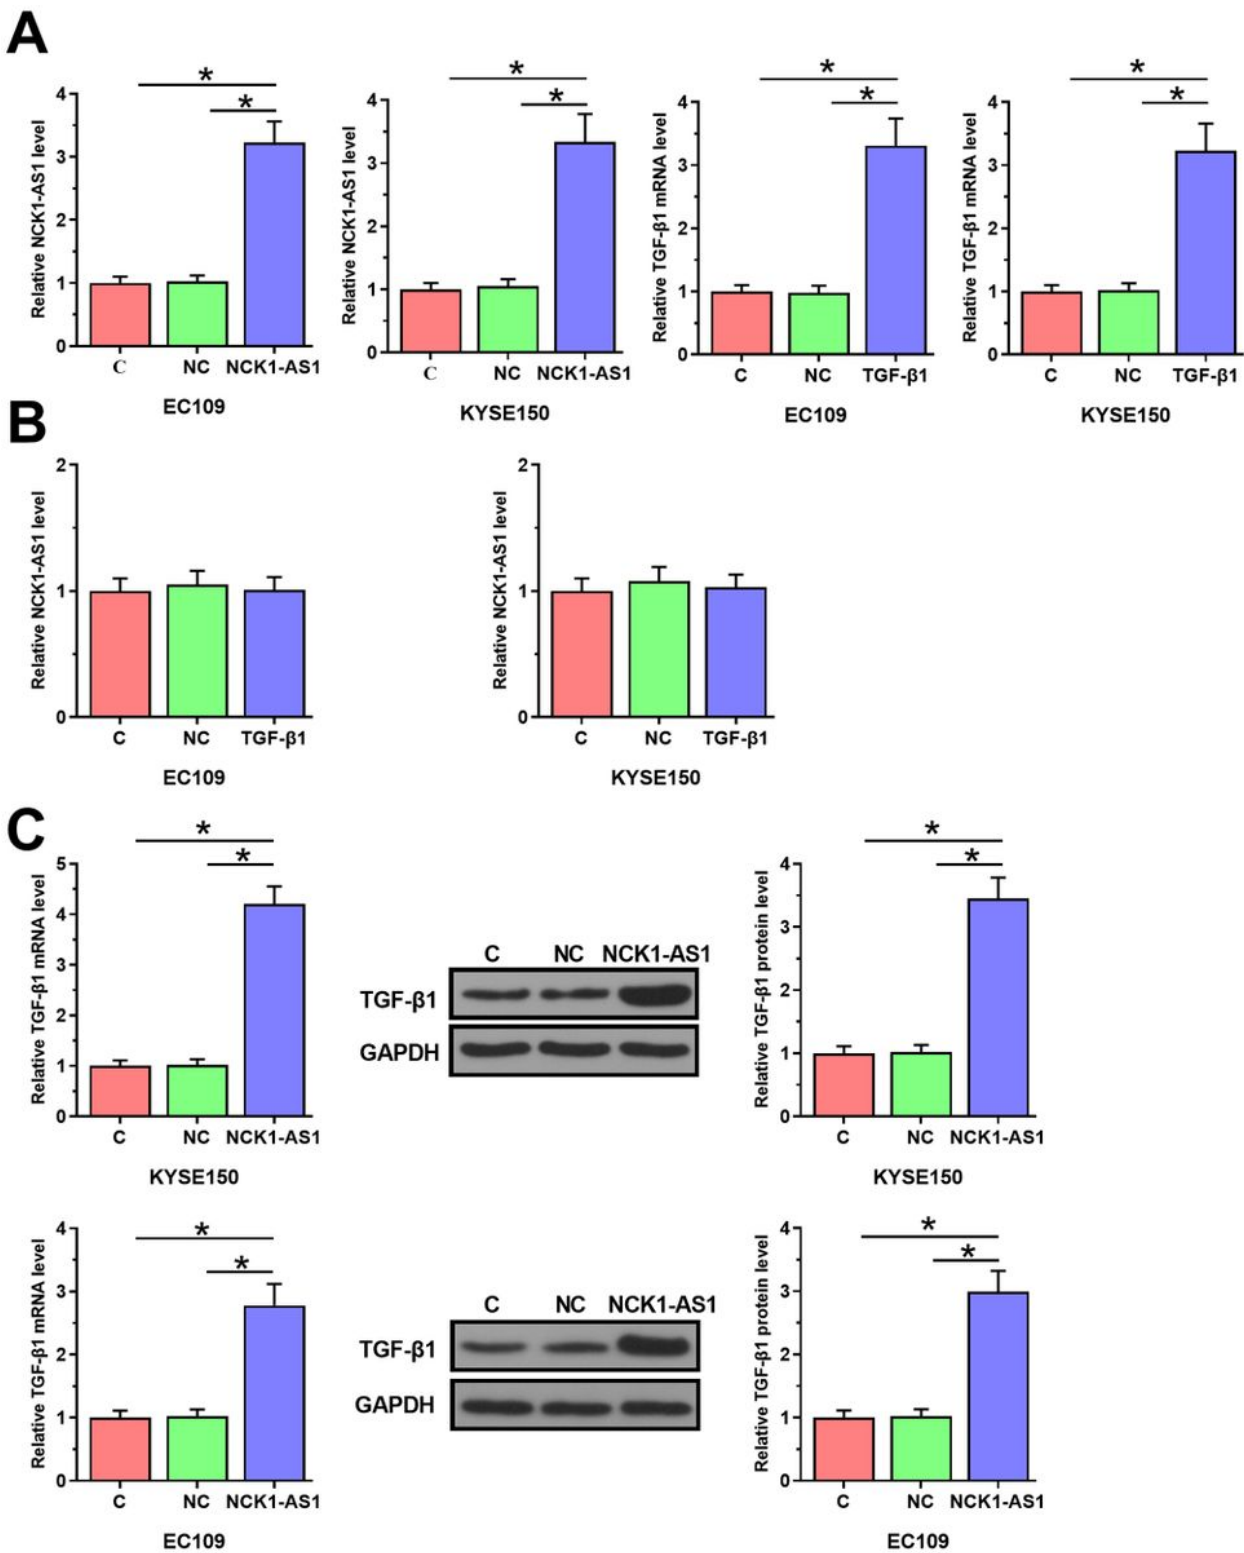 A
* * * *
* * * *
Relative NCK1-AS1 level
4
3
2
1
0
C NC NCK1-AS1
EC109
Relative NCK1-AS1 level
4
3
2
1
0
C NC NCK1-AS1
KYSE150
Relative TGF-β1 mRNA level
4
3
2
1
0
C NC TGF-β1
EC109
Relative TGF-β1 mRNA level
4
3
2
1
0
C NC TGF-β1
KYSE150
B
Relative NCK1-AS1 level
2
1
0
C NC TGF-β1
EC109
Relative NCK1-AS1 level
2
1
0
C NC TGF-β1
KYSE150
C
*
*
Relative TGF-β1 mRNA level
5
4
3
2
1
0
C NC NCK1-AS1
KYSE150
C NC NCK1-AS1
TGF-β1
GAPDH
*
*
Relative TGF-β1 protein level
4
3
2
1
0
C NC NCK1-AS1
KYSE150
*
*
Relative TGF-β1 mRNA level
4
3
2
1
0
C NC NCK1-AS1
EC109
C NC NCK1-AS1
TGF-β1
GAPDH
*
*
Relative TGF-β1 protein level
4
3
2
1
0
C NC NCK1-AS1
EC109